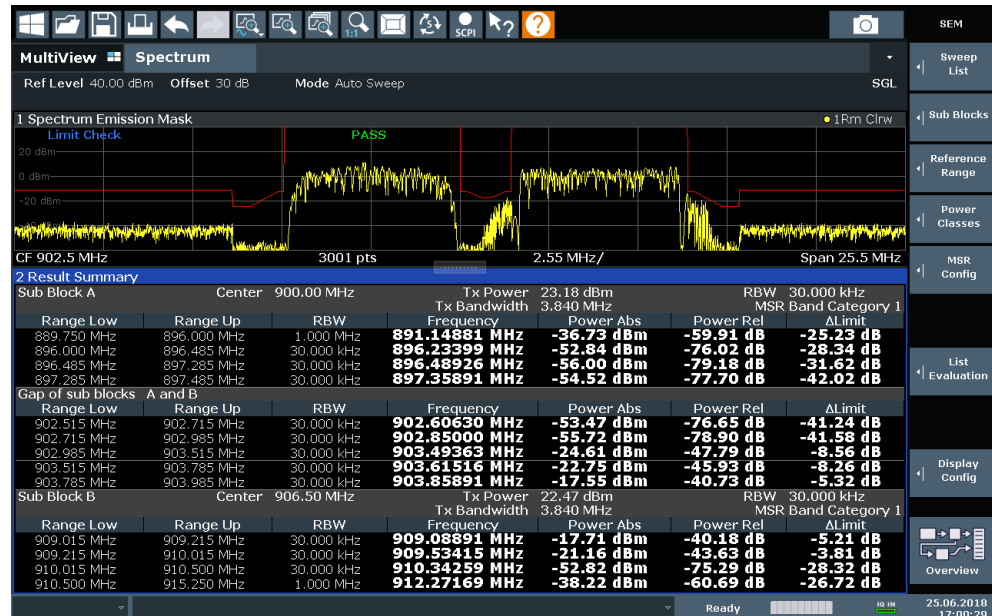 1:1
SCPI
?
?
SEM
MultiView Spectrum
Ref Level 40.00 dBm Offset 30 dB Mode Auto Sweep SGL
1 Spectrum Emission Mask 1Rm Clrw
Limit Check PASS
20 dBm
0 dBm
-20 dBm
CF 902.5 MHz 3001 pts 2.55 MHz/ Span 25.5 MHz
2 Result Summary
Sub Block A Center 900.00 MHz Tx Power 23.18 dBm RBW 30.000 kHz
Tx Bandwidth 3.840 MHz MSR Band Category 1
Range Low Range Up RBW Frequency Power Abs Power Rel ΔLimit
889.750 MHz 896.000 MHz 1.000 MHz 891.14881 MHz -36.73 dBm -59.91 dB -25.23 dB
896.000 MHz 896.485 MHz 30.000 kHz 896.23399 MHz -52.84 dBm -76.02 dB -28.34 dB
896.485 MHz 897.285 MHz 30.000 kHz 896.48926 MHz -56.00 dBm -79.18 dB -31.62 dB
897.285 MHz 897.485 MHz 30.000 kHz 897.35891 MHz -54.52 dBm -77.70 dB -42.02 dB
Gap of sub blocks A and B
Range Low Range Up RBW Frequency Power Abs Power Rel ΔLimit
902.515 MHz 902.715 MHz 30.000 kHz 902.60630 MHz -53.47 dBm -76.65 dB -41.24 dB
902.715 MHz 902.985 MHz 30.000 kHz 902.85000 MHz -55.72 dBm -78.90 dB -41.58 dB
902.985 MHz 903.515 MHz 30.000 kHz 903.49363 MHz -24.61 dBm -47.79 dB -8.56 dB
903.515 MHz 903.785 MHz 30.000 kHz 903.61516 MHz -22.75 dBm -45.93 dB -8.26 dB
903.785 MHz 903.985 MHz 30.000 kHz 903.85891 MHz -17.55 dBm -40.73 dB -5.32 dB
Sub Block B Center 906.50 MHz Tx Power 22.47 dBm RBW 30.000 kHz
Tx Bandwidth 3.840 MHz MSR Band Category 1
Range Low Range Up RBW Frequency Power Abs Power Rel ΔLimit
909.015 MHz 909.215 MHz 30.000 kHz 909.08891 MHz -17.71 dBm -40.18 dB -5.21 dB
909.215 MHz 910.015 MHz 30.000 kHz 909.53415 MHz -21.16 dBm -43.63 dB -3.81 dB
910.015 MHz 910.500 MHz 30.000 kHz 910.34259 MHz -52.82 dBm -75.29 dB -28.32 dB
910.500 MHz 915.250 MHz 1.000 MHz 912.27169 MHz -38.22 dBm -60.69 dB -26.72 dB
Sweep
List
Sub Blocks
Reference
Range
Power
Classes
MSR
Config
List
Evaluation
Display
Config
Overview
Ready
IQ IN
25.06.2018
17:00:29